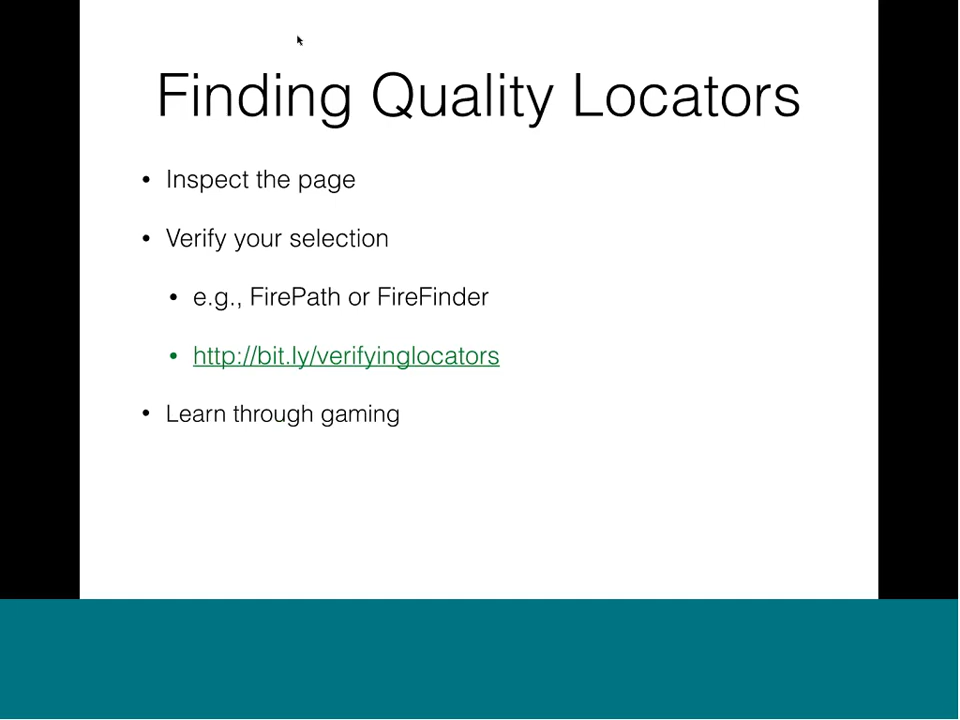 Finding Quality Locators
• Inspect the page
• Verify your selection
• e.g., FirePath or FireFinder
• http://bit.ly/verifyinglocators
• Learn through gaming